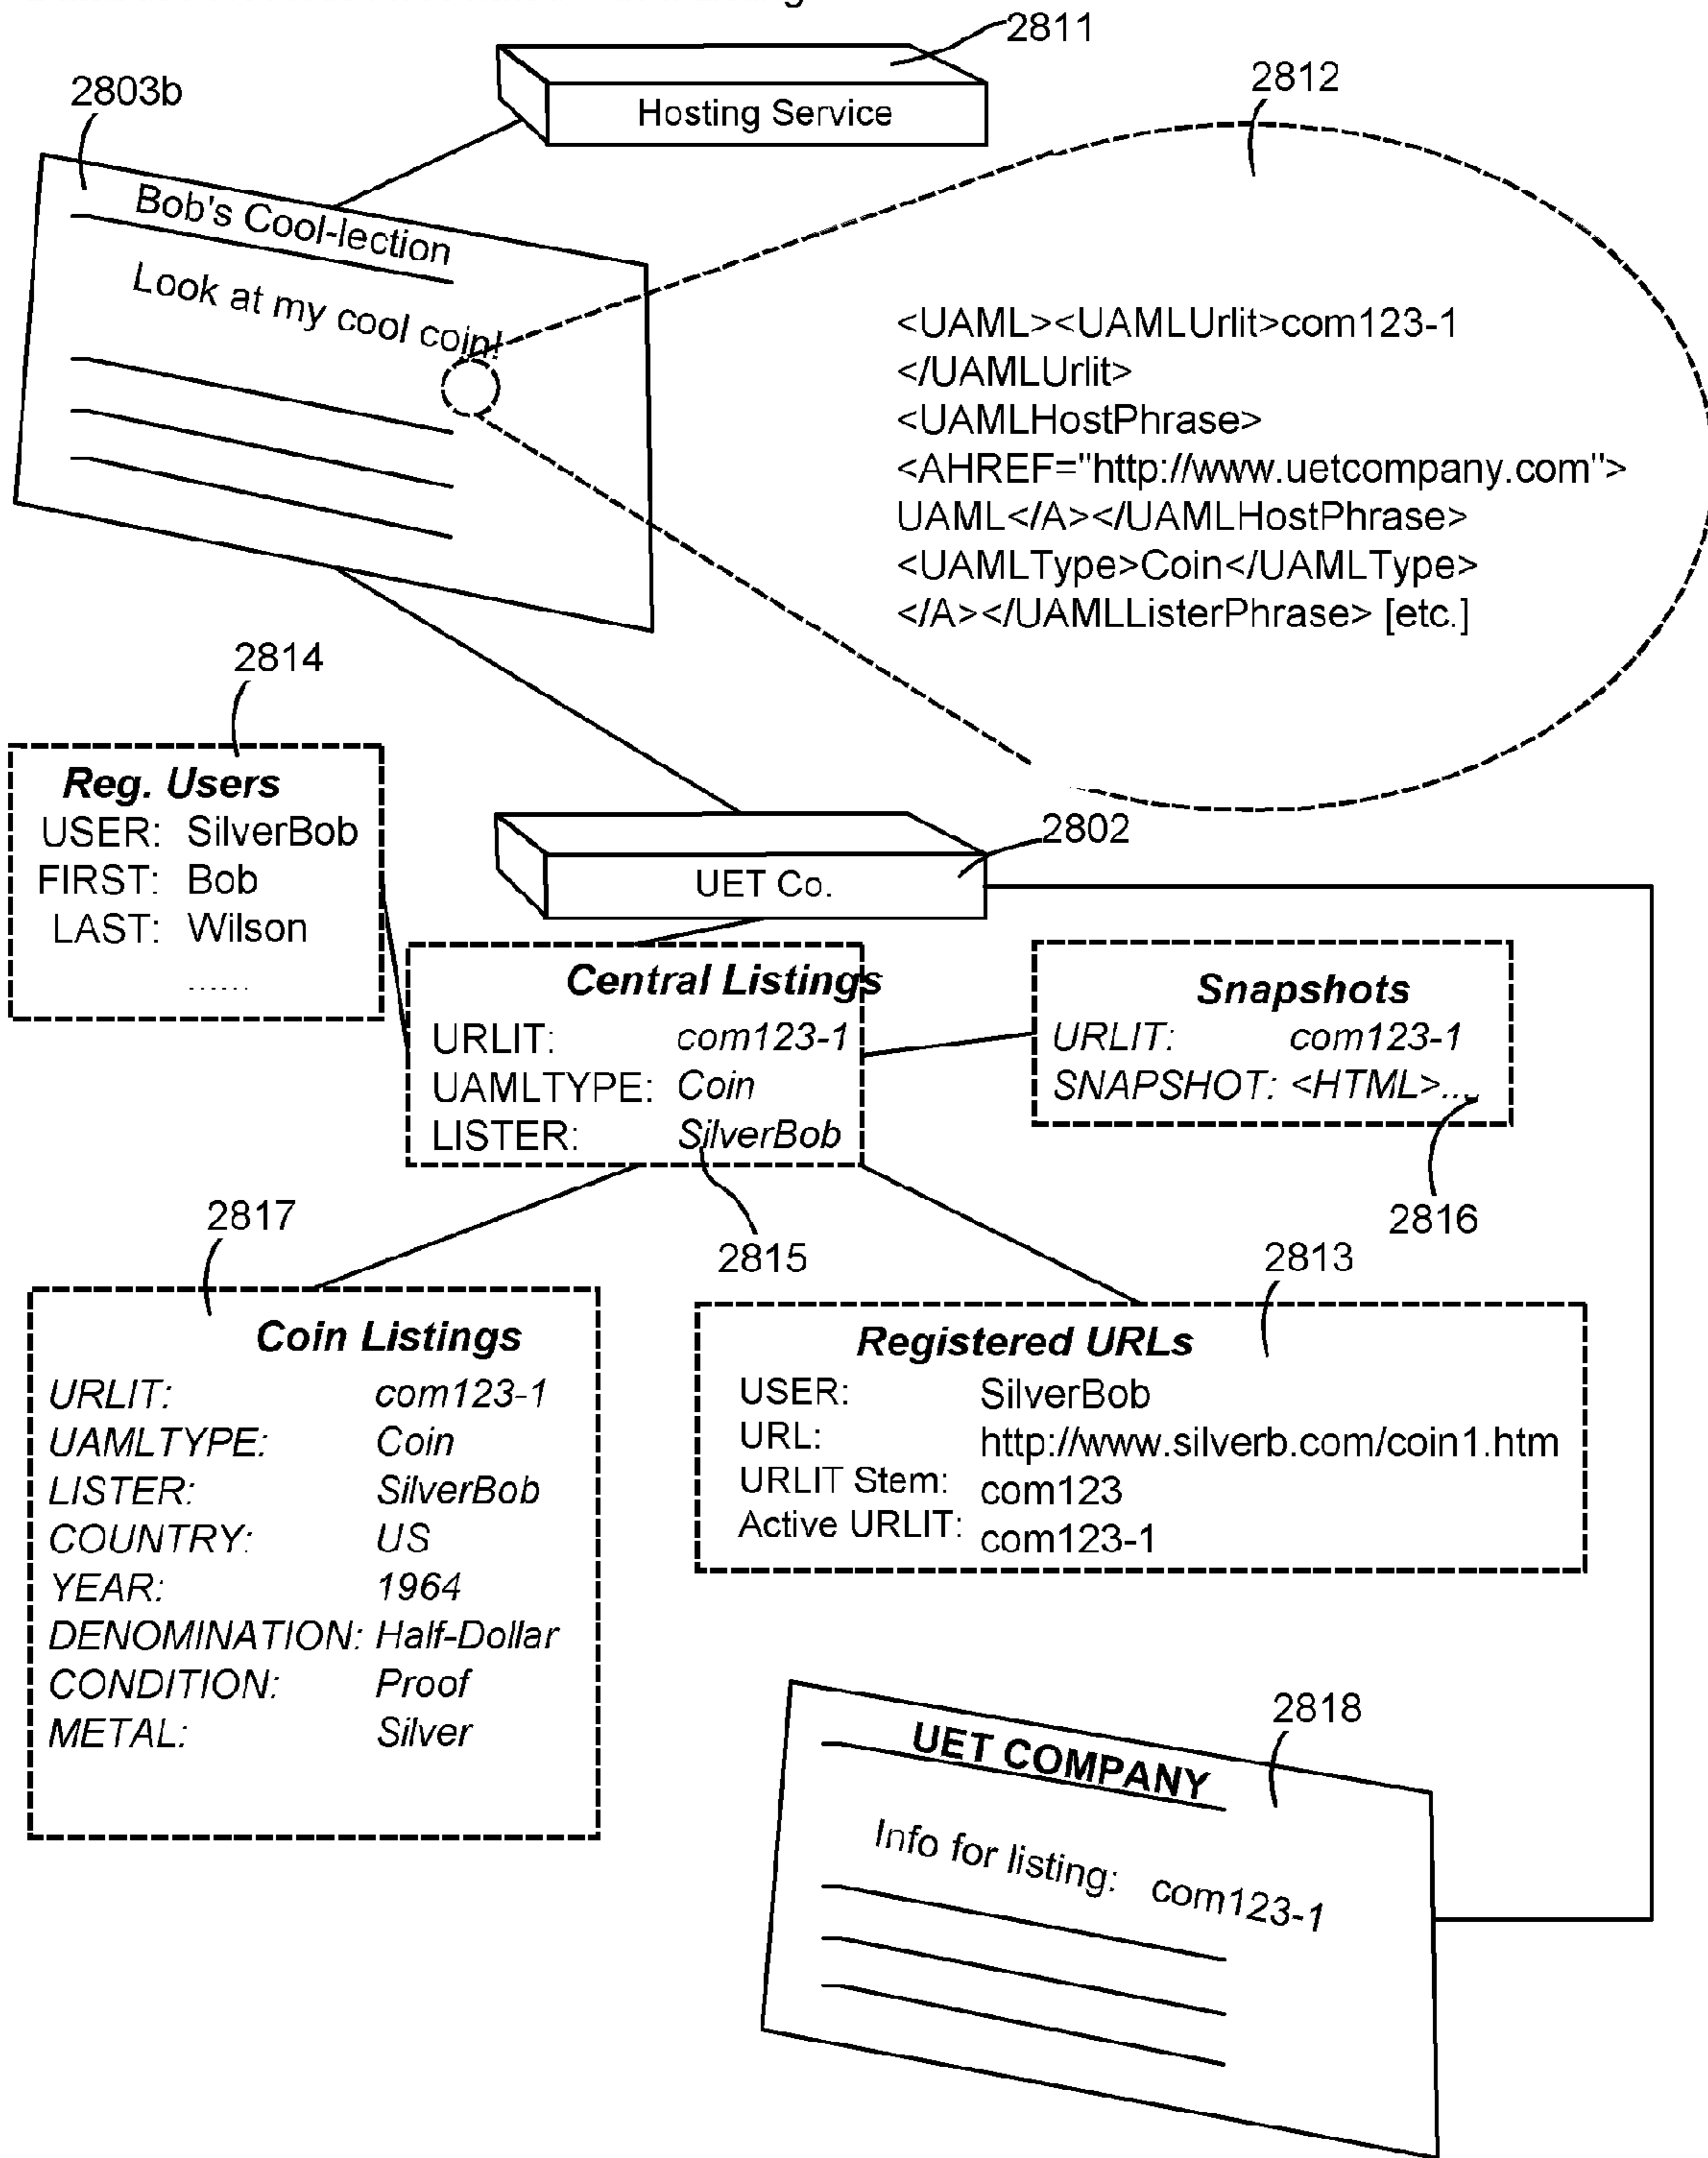 2811
Hosting Service
2803b
2812
Bob's Cool-lection
Look at my cool coin!
<UAML><UAMLUrlit>com123-1
</UAMLUrlit>
<UAMLHostPhrase>
<AHREF="http://www.uetcompany.com">
UAML</A></UAMLHostPhrase>
<UAMLType>Coin</UAMLType>
</A></UAMLListerPhrase> [etc.]
2814
Reg. Users
USER: SilverBob
FIRST: Bob
LAST: Wilson
......
2802
UET Co.
Central Listings
URLIT: com123-1
UAMLTYPE: Coin
LISTER: SilverBob
2815
Snapshots
URLIT: com123-1
SNAPSHOT: <HTML>....
2816
2817
Coin Listings
URLIT: com123-1
UAMLTYPE: Coin
LISTER: SilverBob
COUNTRY: US
YEAR: 1964
DENOMINATION: Half-Dollar
CONDITION: Proof
METAL: Silver
2813
Registered URLs
USER: SilverBob
URL: http://www.silverb.com/coin1.htm
URLIT Stem: com123
Active URLIT: com123-1
2818
UET COMPANY
Info for listing: com123-1